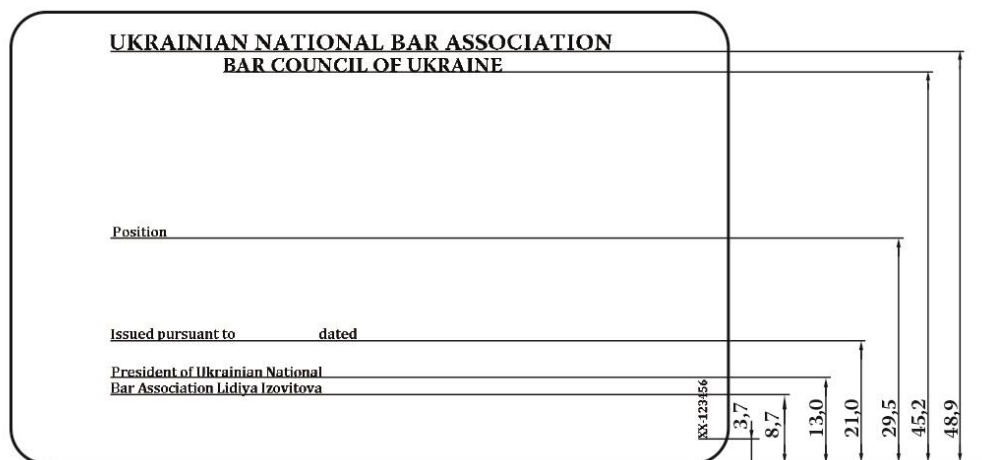 UKRAINIAN NATIONAL BAR ASSOCIATION
BAR COUNCIL OF UKRAINE
Position
Issued pursuant to dated
President of Ukrainian National
Bar Association Lidiya Izovitova
XX-123456
3,7
8,7
13,0
21,0
29,5
45,2
48,9